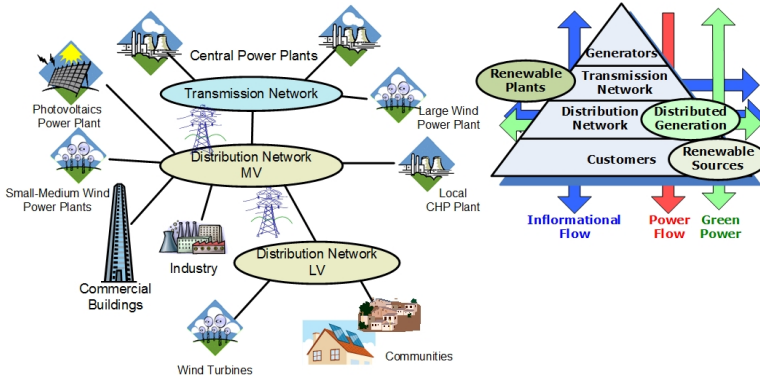 Central Power Plants
Transmission Network
Photovoltaics
Power Plant
Large Wind
Power Plant
Distribution Network
MV
Small-Medium Wind
Power Plants
Local
CHP Plant
Industry
Commercial
Buildings
Distribution Network
LV
Wind Turbines
Communities
Generators
Renewable
Plants
Transmission
Network
Distribution
Network
Distributed
Generation
Customers
Renewable
Sources
Inflormational
Flow
Power
Flow
Green
Power